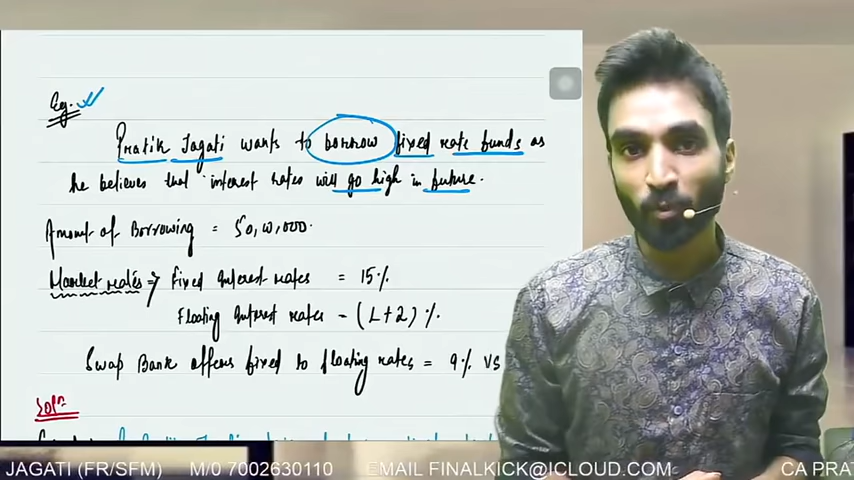 Eg.
Pratik Jagati wants to borrow fixed rate funds as
he believes that interest rates will go high in future.
Amount of Borrowing = 50,00,000.
Market rates => Fixed Interest rates = 15%
Floating Interest rates = (L+2)%.
Swap Bank offers fixed to floating rates = 9% VS
Solⁿ
JAGATI (FR/SFM) M/0 7002630110 EMAIL FINALKICK@ICLOUD.COM CA PRAT